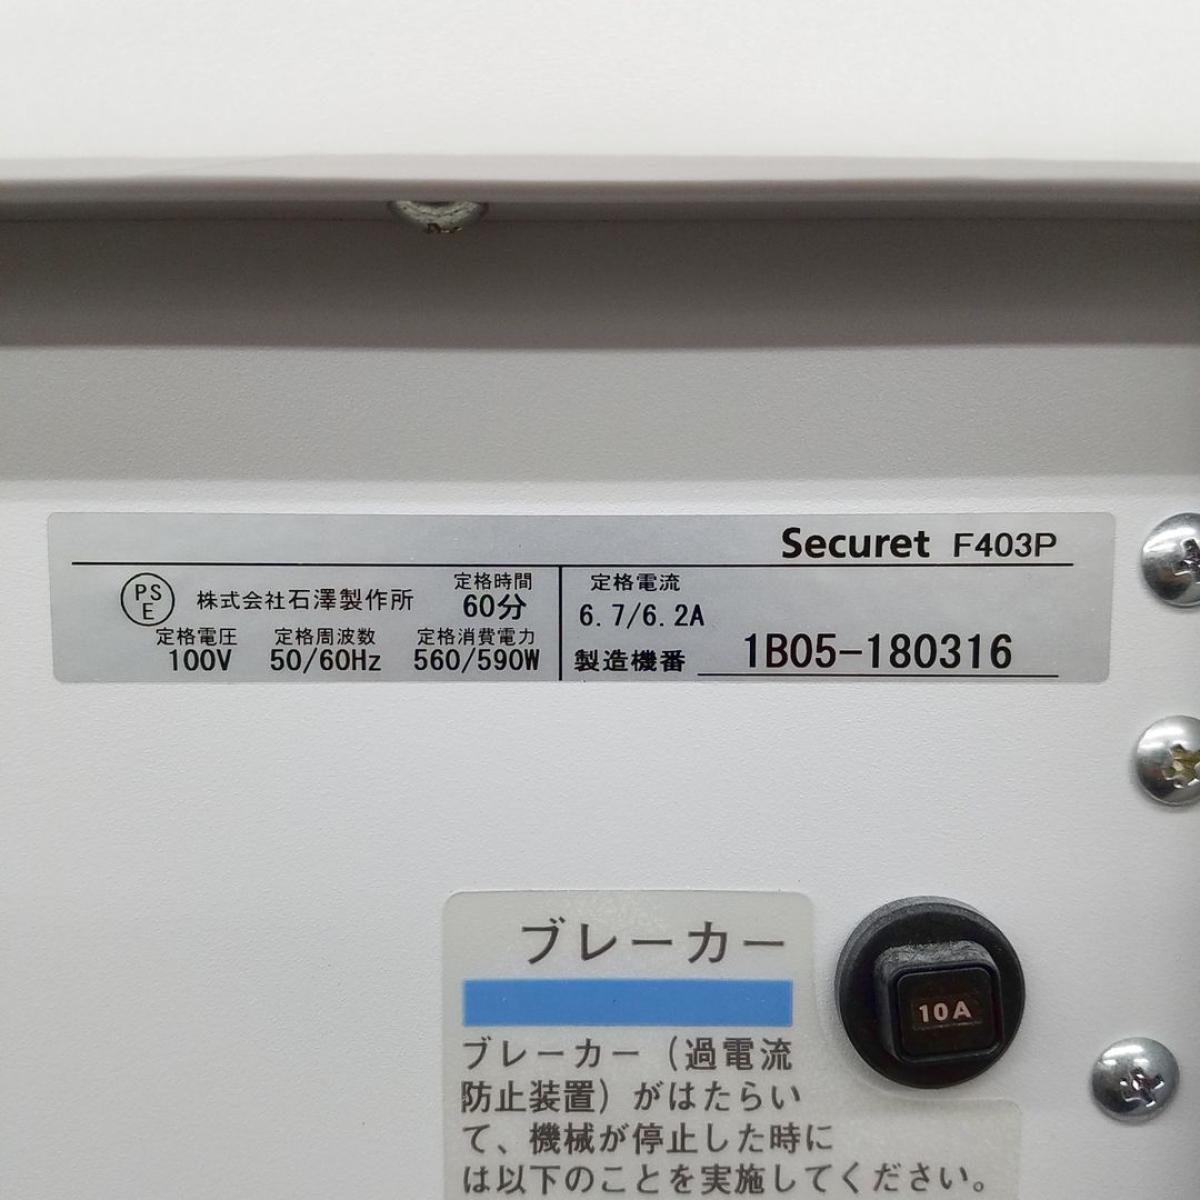 Securet F403P
PS
E
株式会社石澤製作所
定格時間
60分
定格電圧
100V
定格周波数
50/60Hz
定格消費電力
560/590W
定格電流
6.7/6.2A
製造機番
1B05-180316
ブレーカー
10A
ブレーカー（過電流
防止装置）がはたらい
て、機械が停止した時に
は以下のことを実施してください。